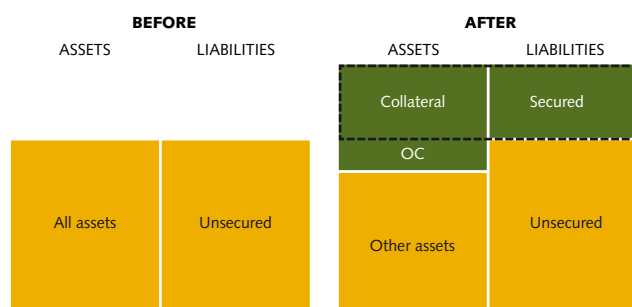 BEFORE
ASSETS LIABILITIES
All assets Unsecured
AFTER
ASSETS LIABILITIES
Collateral Secured
OC
Other assets
Unsecured